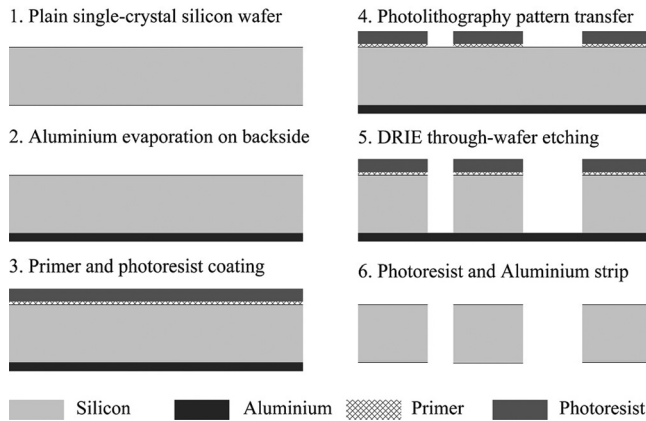 1. Plain single-crystal silicon wafer
2. Aluminium evaporation on backside
3. Primer and photoresist coating
4. Photolithography pattern transfer
5. DRIE through-wafer etching
6. Photoresist and Aluminium strip
Silicon
Aluminium
Primer
Photoresist